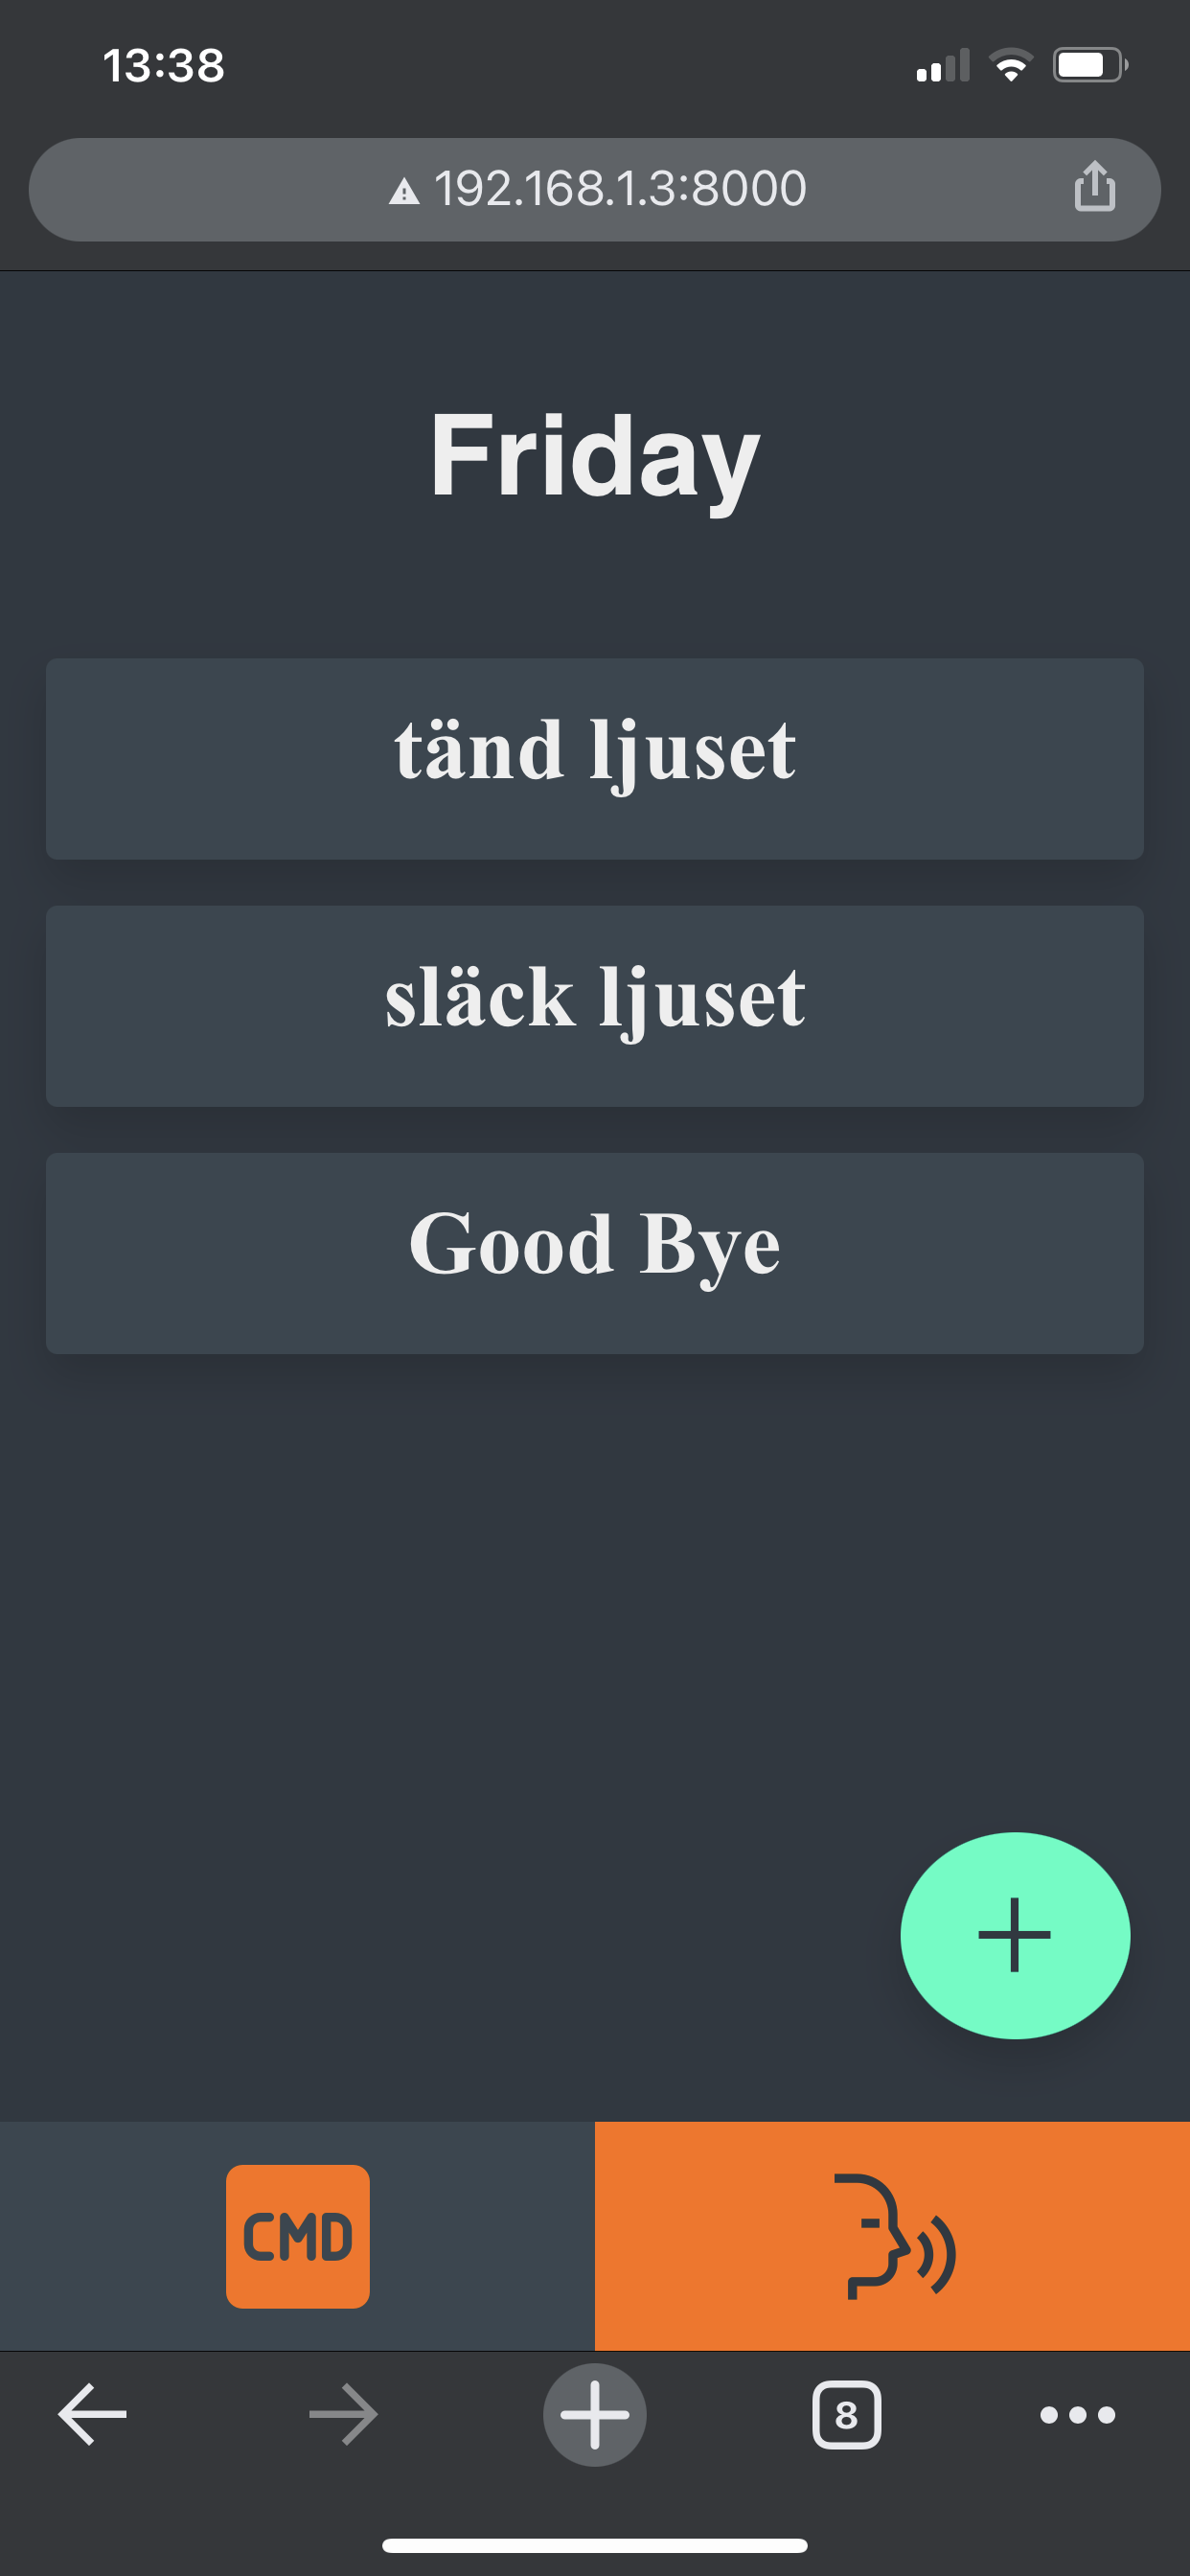 13:38
192.168.1.3:8000
Friday
tänd ljuset
släck ljuset
Good Bye
CMD
8